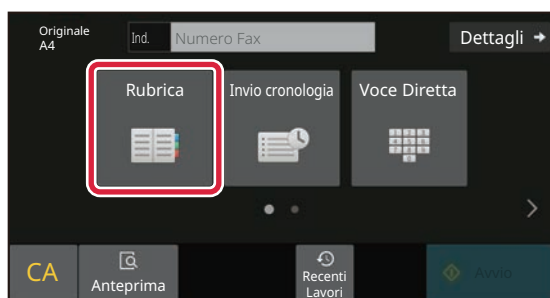 Originale
A4
Ind. Numero Fax
Dettagli
Rubrica
Invio cronologia
Voce Diretta
CA
Anteprima
Recenti
Lavori
Avvio